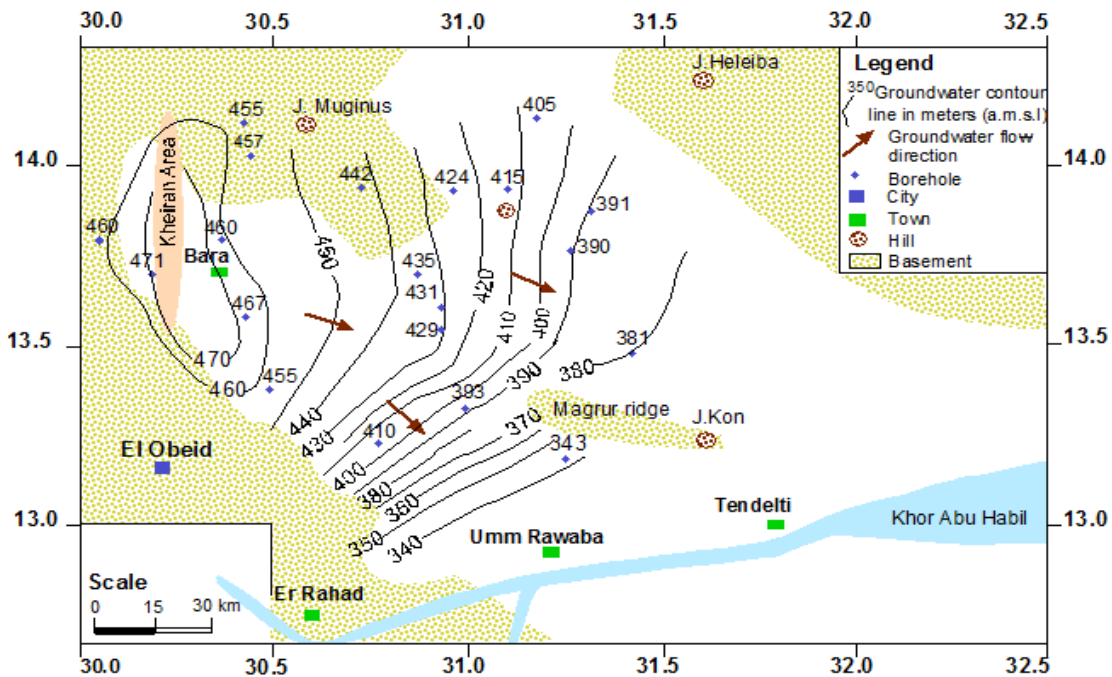 30.0 30.5 31.0 31.5 32.0 32.5
J.Heleiba
Legend
350 Groundwater contour
line in meters (a.m.s.l)
Groundwater flow
direction
Borehole
City
Town
Hill
Basement
405
455
J. Muginus
457
14.0
14.0
442
424
415
391
Kheiran Area
460
460
390
Bara
471
450
435
431
420
467
410
400
429
13.5
13.5
381
470
390
380
460
455
393
440
Magrur ridge
370
J.Kon
430
410
343
El Obeid
400
380
360
Tendelti
13.0
13.0
Khor Abu Habil
350
340
Umm Rawaba
Scale
Er Rahad
0 15 30 km
30.0 30.5 31.0 31.5 32.0 32.5